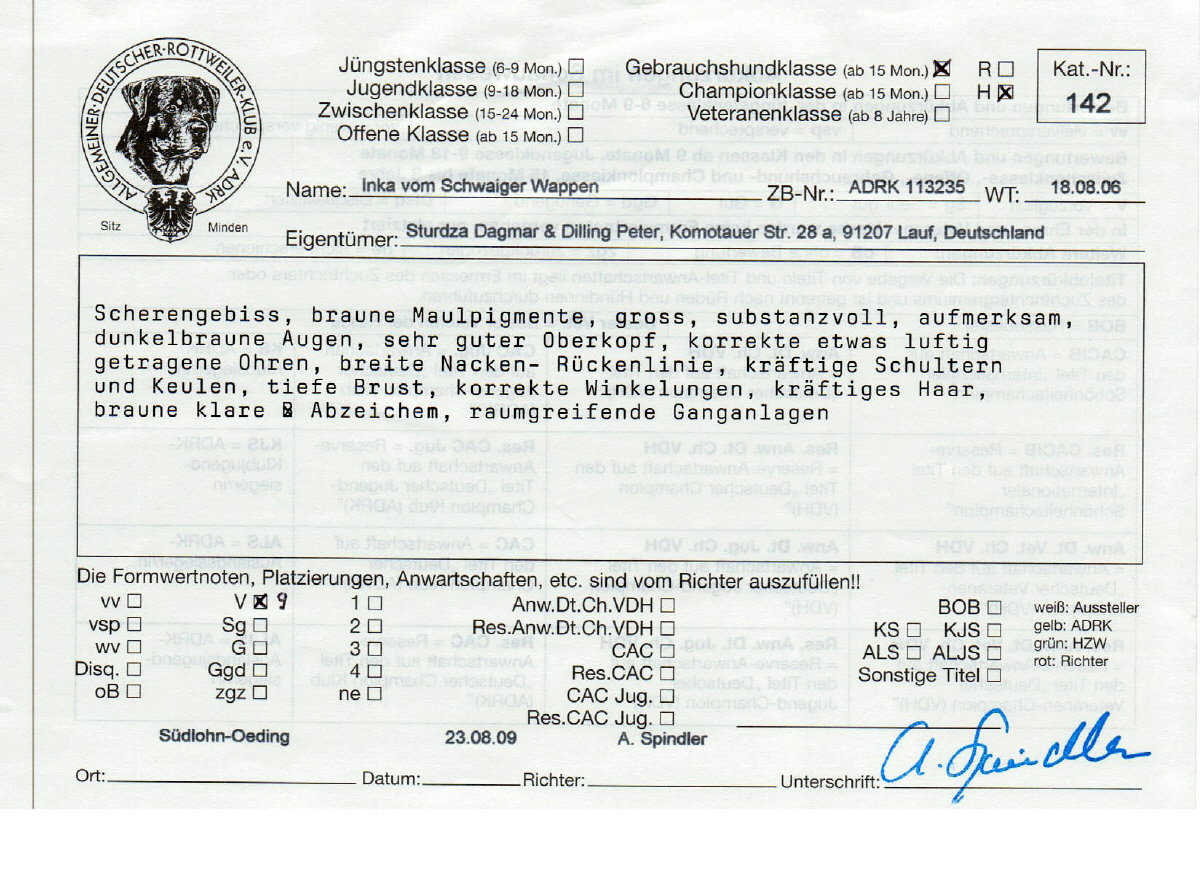 ALLGEMEINER·DEUTSCHER·ROTTWEILER·KLUB e.V. ADRK
Sitz Minden
Jüngstenklasse (6-9 Mon.) ☐
Jugendklasse (9-18 Mon.) ☐
Zwischenklasse (15-24 Mon.) ☐
Offene Klasse (ab 15 Mon.) ☐
Gebrauchshundklasse (ab 15 Mon.) ☒ R ☐
Championklasse (ab 15 Mon.) ☐ H ☒
Veteranenklasse (ab 8 Jahre) ☐
Kat.-Nr.:
142
Name: Inka vom Schwaiger Wappen ZB-Nr.: ADRK 113235 WT: 18.08.06
Eigentümer: Sturdza Dagmar & Dilling Peter, Kornstauer Str. 28 a, 91207 Lauf, Deutschland
Scherengebiss, braune Maulpigmente, gross, substanzvoll, aufmerksam,
dunkelbraune Augen, sehr guter Oberkopf, korrekte etwas luftig
getragene Ohren, breite Nacken- u. Rückenlinie, kräftige Schultern
und Keulen, tiefe Brust, korrekte Winkelungen, kräftiges Haar,
braune klare Abzeichem, raumgreifende Ganganlagen
Die Formwertnoten, Platzierungen, Anwartschaften, etc. sind vom Richter auszufüllen!!
vv ☐ V ☒ 9 1 ☐ Anw.Dt.Ch.VDH ☐ BOB ☐ weiß: Aussteller
vsp ☐ Sg ☐ 2 ☐ Res.Anw.Dt.Ch.VDH ☐ KS ☐ KJS ☐ gelb: ADRK
wv ☐ G ☐ 3 ☐ CAC ☐ ALS ☐ ALJS ☐ grün: HZW
Disq. ☐ Ggd ☐ 4 ☐ Res.CAC ☐ Sonstige Titel ☐ rot: Richter
oB ☐ zgz ☐ ne ☐ CAC Jug. ☐
Res.CAC Jug. ☐
Südlohn-Oeding 23.08.09 A. Spindler
Ort: Datum: Richter: Unterschrift: A. Spindler